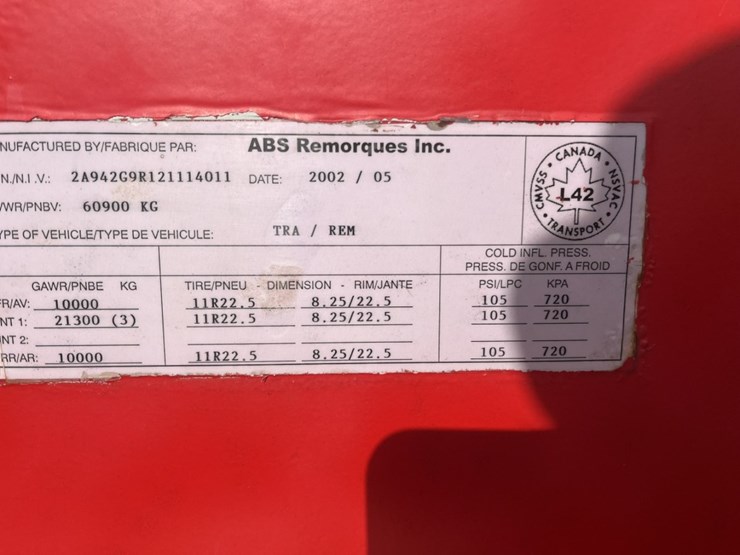 NUFACTURED BY/FABRIQUE PAR: ABS Remorques Inc.
N./N.I.V.: 2A942G9R121114011 DATE: 2002 / 05
WR/PNBV: 60900 KG
YPE OF VEHICLE/TYPE DE VEHICULE: TRA / REM
CANADA
CMVSS NSVAC
L42
TRANSPORT
COLD INFL. PRESS.
PRESS. DE GONF. A FROID
GAWR/PNBE KG TIRE/PNEU - DIMENSION - RIM/JANTE PSI/LPC KPA
FR/AV: 10000 11R22.5 8.25/22.5 105 720
NT 1: 21300 (3) 11R22.5 8.25/22.5 105 720
NT 2:
RR/AR: 10000 11R22.5 8.25/22.5 105 720